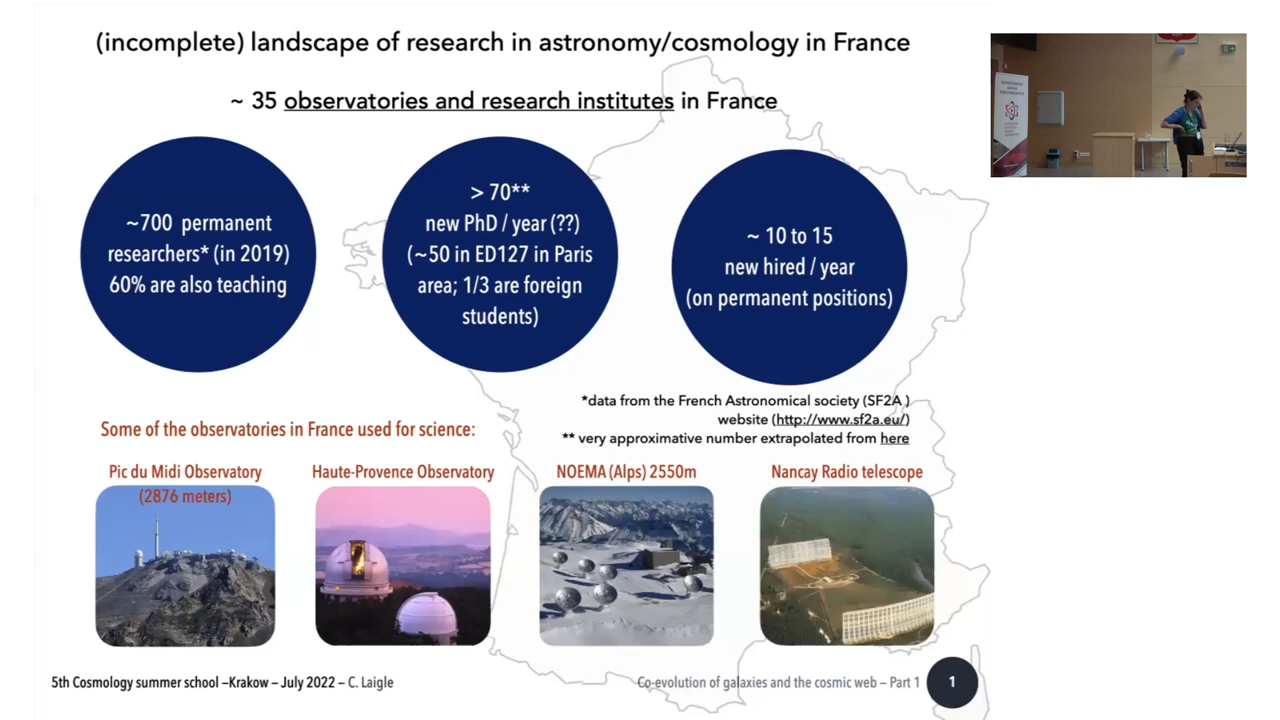 (incomplete) landscape of research in astronomy/cosmology in France
~ 35 observatories and research institutes in France
~700 permanent
researchers* (in 2019)
60% are also teaching
> 70**
new PhD / year (??)
(~50 in ED127 in Paris
area; 1/3 are foreign
students)
~ 10 to 15
new hired / year
(on permanent positions)
*data from the French Astronomical society (SF2A )
website (http://www.sf2a.eu/)
** very approximative number extrapolated from here
Some of the observatories in France used for science:
Pic du Midi Observatory
(2876 meters)
Haute-Provence Observatory
NOEMA (Alps) 2550m
Nancay Radio telescope
5th Cosmology summer school –Krakow – July 2022 – C. Laigle
Co-evolution of galaxies and the cosmic web – Part 1
1